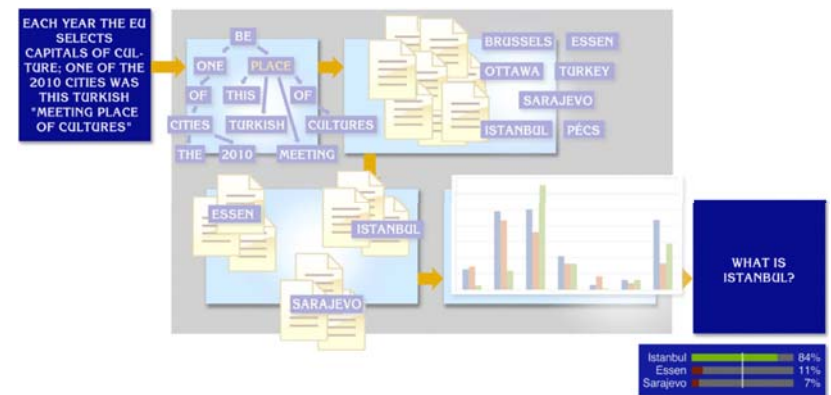 EACH YEAR THE EU
SELECTS
CAPITALS OF CUL-
TURE; ONE OF THE
2010 CITIES WAS
THIS TURKISH
"MEETING PLACE
OF CULTURES"
BE
ONE PLACE
OF THIS OF
CITIES TURKISH CULTURES
THE 2010 MEETING
BRUSSELS ESSEN
OTTAWA TURKEY
SARAJEVO
ISTANBUL PÉCS
ESSEN
ISTANBUL
SARAJEVO
WHAT IS
ISTANBUL?
Istanbul 84%
Essen 11%
Sarajevo 7%